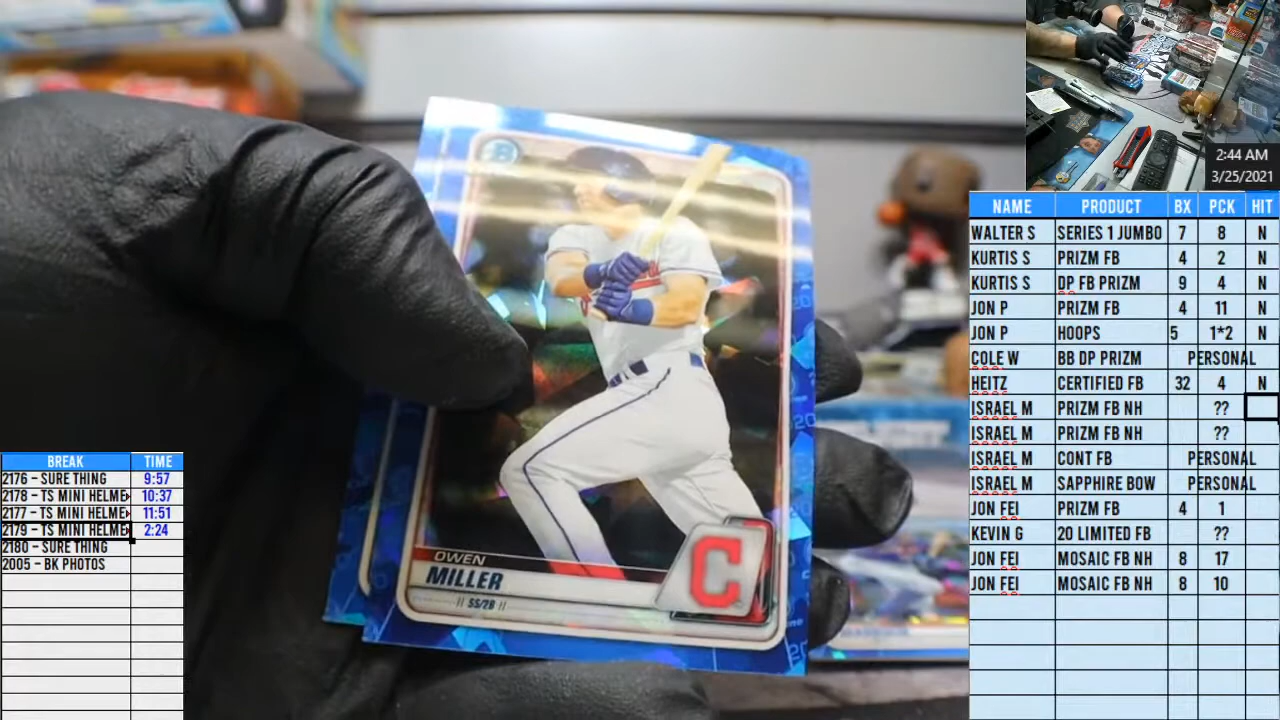 2:44 AM
3/25/2021
NAME PRODUCT BX PCK HIT
WALTER S SERIES 1 JUMBO 7 8 N
KURTIS S PRIZM FB 4 2 N
KURTIS S DP FB PRIZM 9 4 N
JON P PRIZM FB 4 11 N
JON P HOOPS 5 1*2 N
COLE W BB DP PRIZM PERSONAL
HEITZ CERTIFIED FB 32 4 N
ISRAEL M PRIZM FB NH ??
ISRAEL M PRIZM FB NH ??
ISRAEL M CONT FB PERSONAL
ISRAEL M SAPPHIRE BOW PERSONAL
JON FEI PRIZM FB 4 1
KEVIN G 20 LIMITED FB ??
JON FEI MOSAIC FB NH 8 17
JON FEI MOSAIC FB NH 8 10
BREAK TIME
2176 - SURE THING 9:57
2178 - TS MINI HELME 10:37
2177 - TS MINI HELME 11:51
2179 - TS MINI HELME 2:24
2180 - SURE THING
2005 - BK PHOTOS
B
OWEN
MILLER
// SS/2B //
C